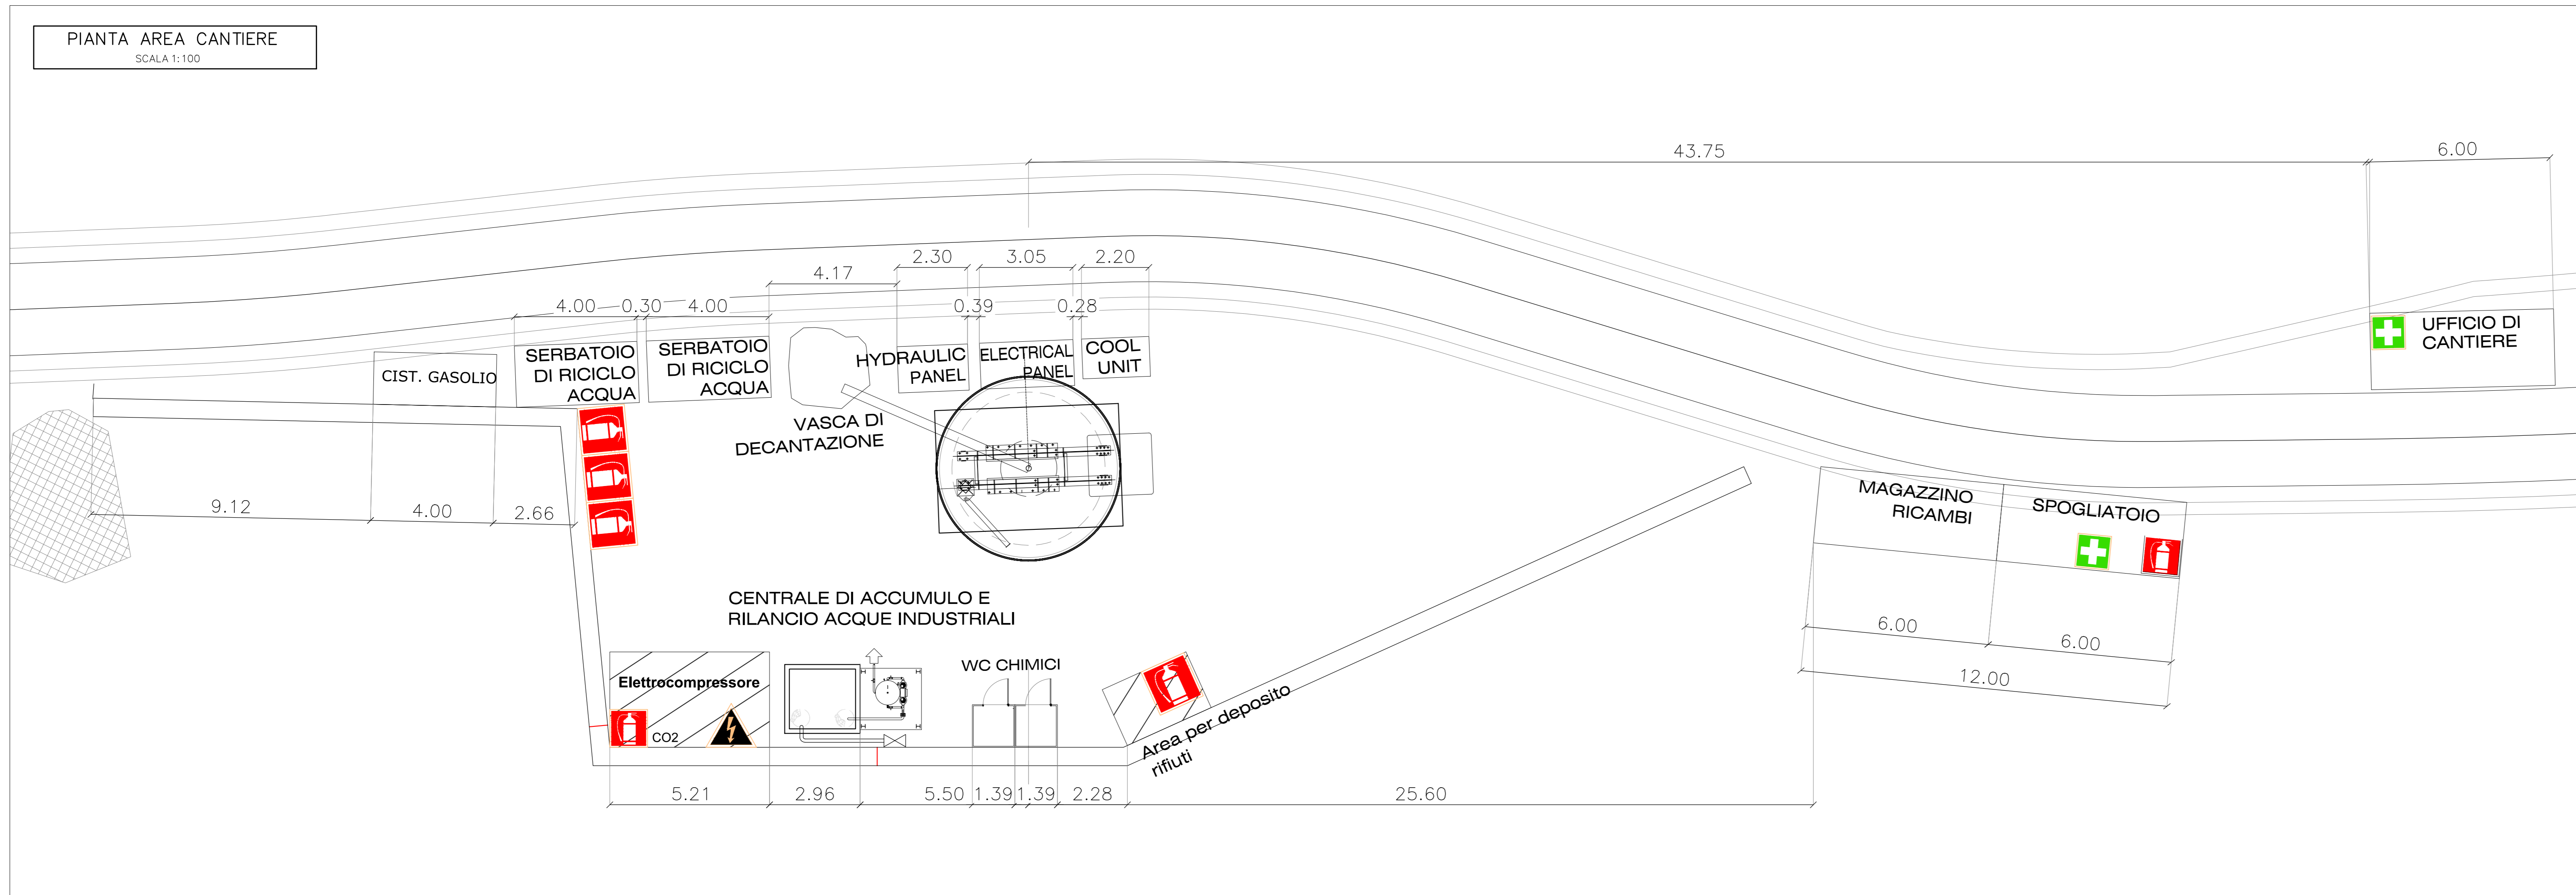 PIANTA AREA CANTIERE
SCALA 1:100
43.75
6.00
2.30
3.05
2.20
4.17
4.00
0.30
4.00
0.39
0.28
SERBATOIO
DI RICICLO
ACQUA
SERBATOIO
DI RICICLO
ACQUA
HYDRAULIC
PANEL
ELECTRICAL
PANEL
COOL
UNIT
UFFICIO DI
CANTIERE
CIST. GASOLIO
VASCA DI
DECANTAZIONE
9.12
4.00
2.66
MAGAZZINO
RICAMBI
SPOGLIATOIO
CENTRALE DI ACCUMULO E
RILANCIO ACQUE INDUSTRIALI
6.00
6.00
12.00
Elettrocompressore
CO2
WC CHIMICI
Area per deposito
rifiuti
5.21
2.96
5.50
1.39
1.39
2.28
25.60